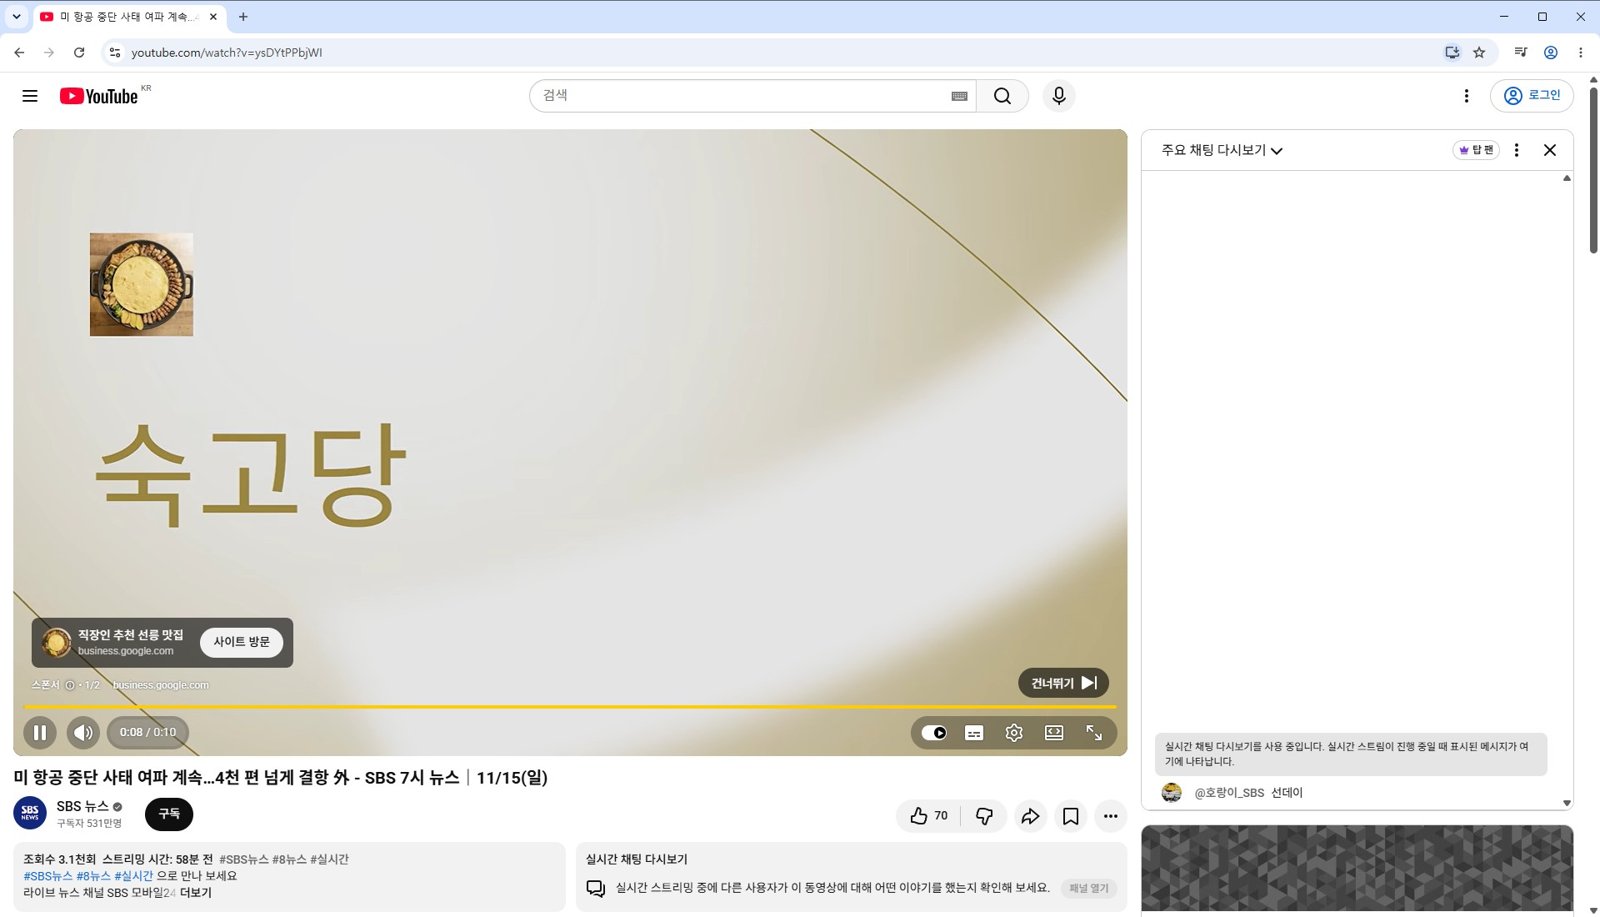 미 항공 중단 사태 여파 계속...4
youtube.com/watch?v=ysDYtPPbjWI
YouTube KR
검색
로그인
숙고당
직장인 추천 선릉 맛집
business.google.com
사이트 방문
스폰서 · 1/2 business.google.com
건너뛰기
0:08 / 0:10
주요 채팅 다시보기
탑 팬
실시간 채팅 다시보기를 사용 중입니다. 실시간 스트림이 진행 중일 때 표시된 메시지가 여
기에 나타납니다.
@호랑이_SBS 선데이
미 항공 중단 사태 여파 계속...4천 편 넘게 결항 外 - SBS 7시 뉴스｜11/15(일)
SBS NEWS
SBS 뉴스
구독자 531만명
구독
70
조회수 3.1천회 스트리밍 시간: 58분 전 #SBS뉴스 #8뉴스 #실시간
#SBS뉴스 #8뉴스 #실시간 으로 만나 보세요
라이브 뉴스 채널 SBS 모바일24 더보기
실시간 채팅 다시보기
실시간 스트리밍 중에 다른 사용자가 이 동영상에 대해 어떤 이야기를 했는지 확인해 보세요.
패널 열기